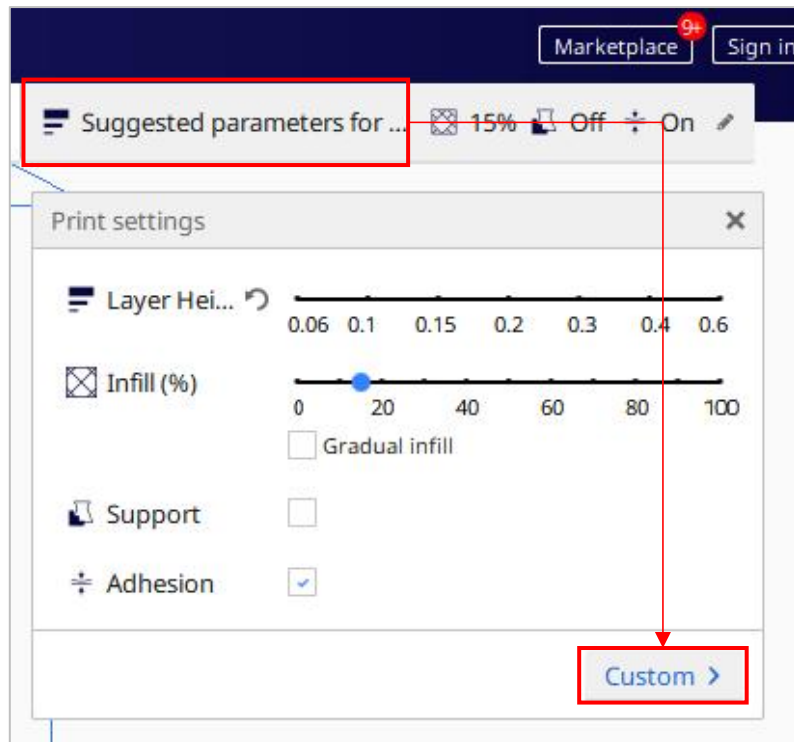 Marketplace 9+ Sign in
Suggested parameters for ... 15% Off On
Print settings
Layer Hei...
0.06 0.1 0.15 0.2 0.3 0.4 0.6
Infill (%)
0 20 40 60 80 100
Gradual infill
Support
Adhesion
Custom